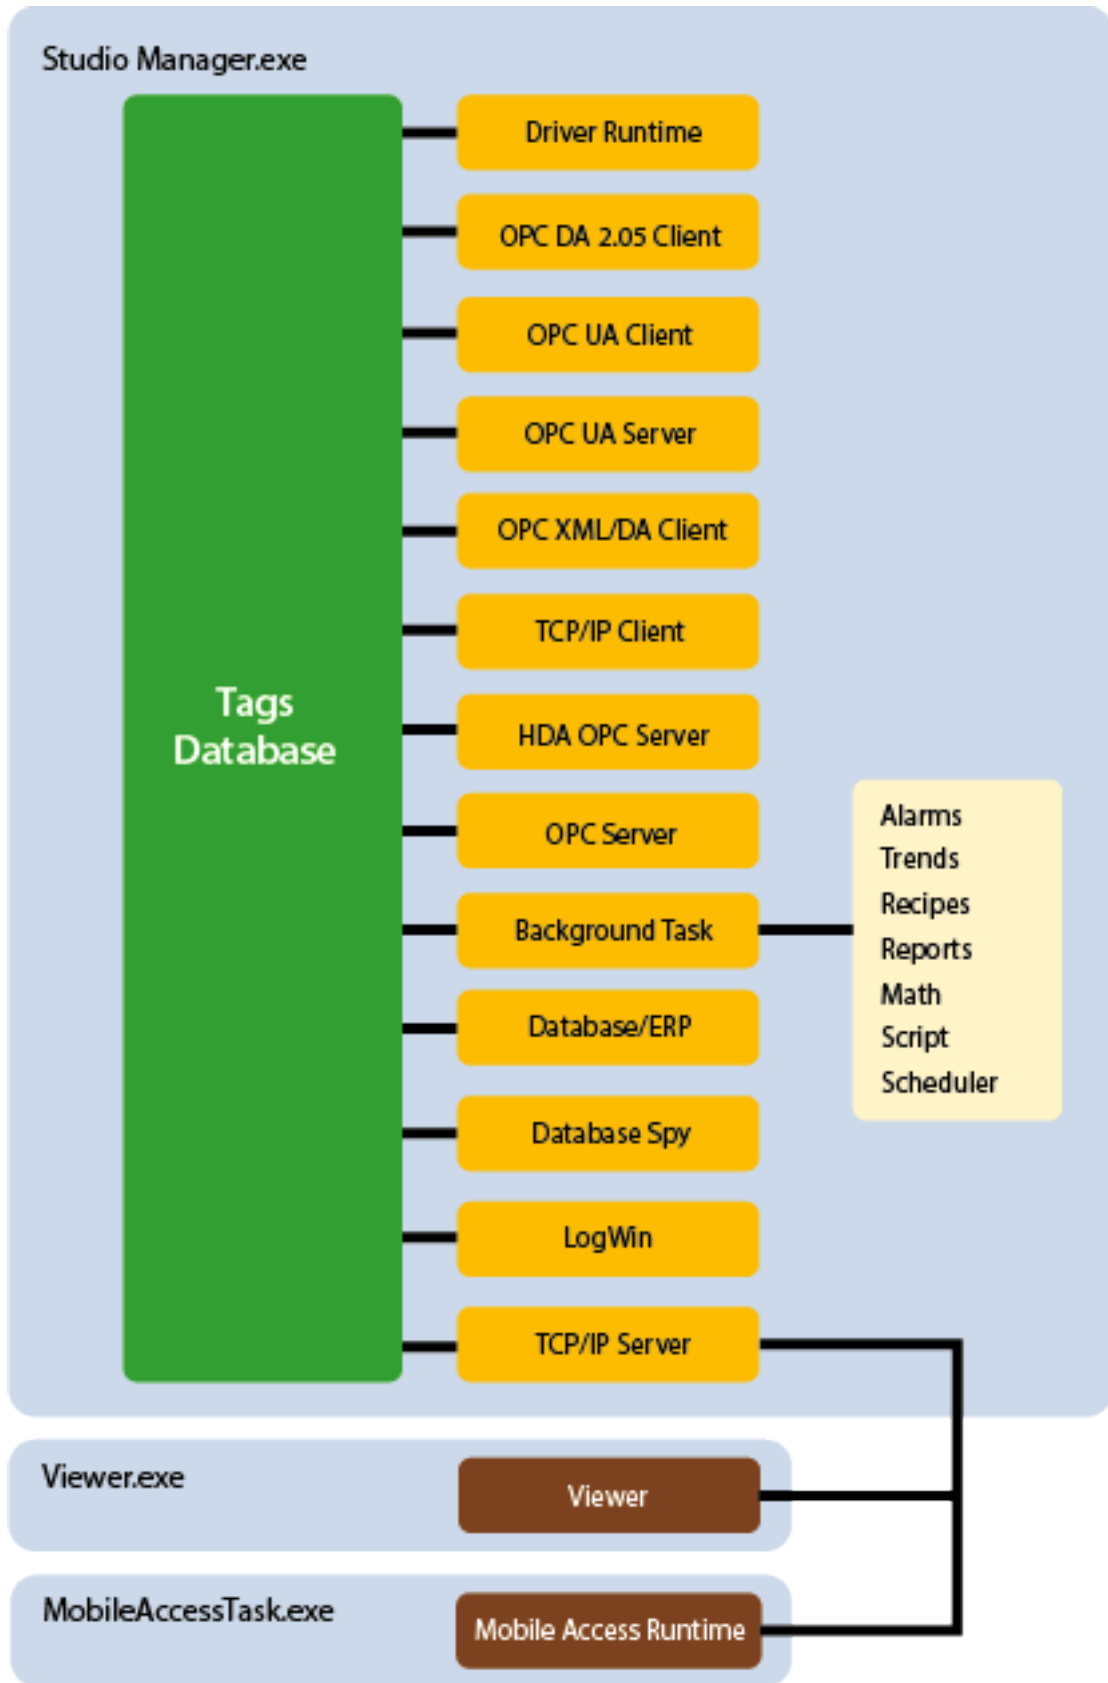 Studio Manager.exe
Tags
Database
Driver Runtime
OPC DA 2.05 Client
OPC UA Client
OPC UA Server
OPC XML/DA Client
TCP/IP Client
HDA OPC Server
OPC Server
Background Task
Alarms
Trends
Recipes
Reports
Math
Script
Scheduler
Database/ERP
Database Spy
LogWin
TCP/IP Server
Viewer.exe
Viewer
MobileAccessTask.exe
Mobile Access Runtime